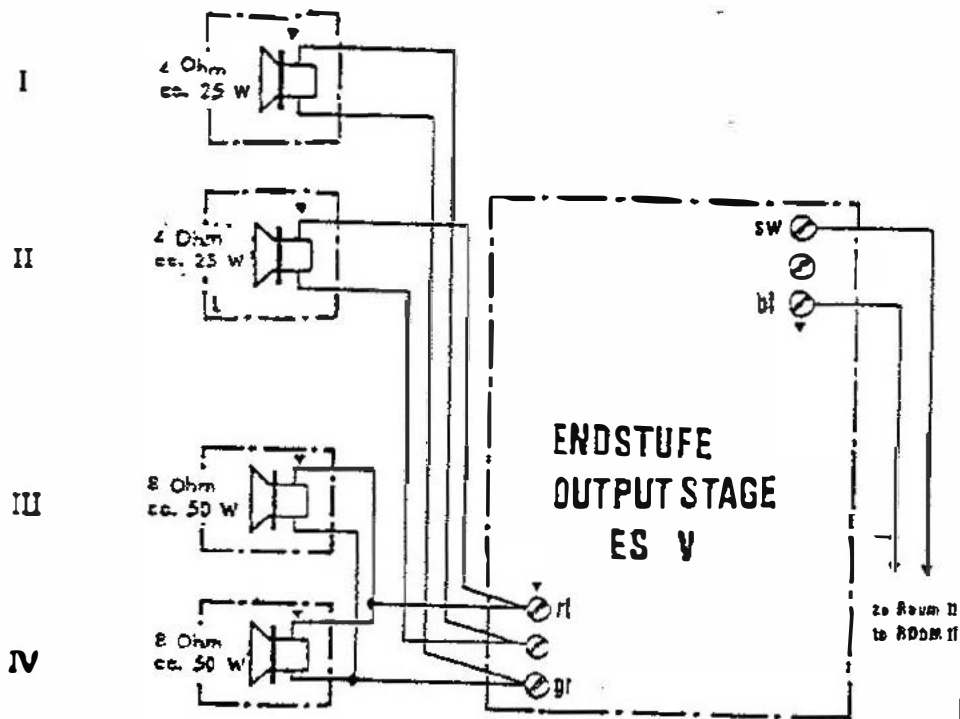 I
4 Ohm
ca. 25 W
II
4 Ohm
ca. 25 W
sw
bl
ENDSTUFE
OUTPUT STAGE
ES V
III
8 Ohm
ca. 50 W
rt
zu Raum II
to ROOM II
IV
8 Ohm
ca. 50 W
gr